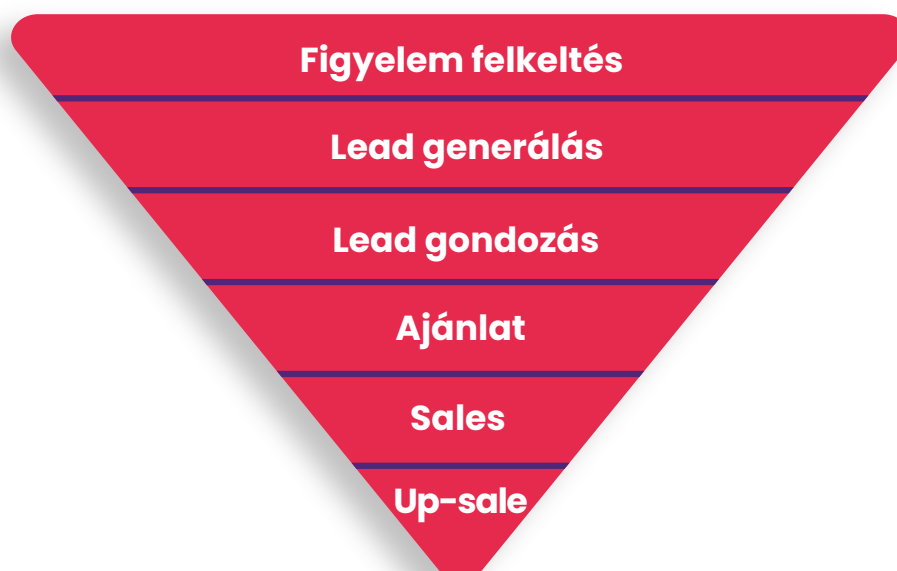 Figyelem felkeltés
Lead generálás
Lead gondozás
Ajánlat
Sales
Up-sale